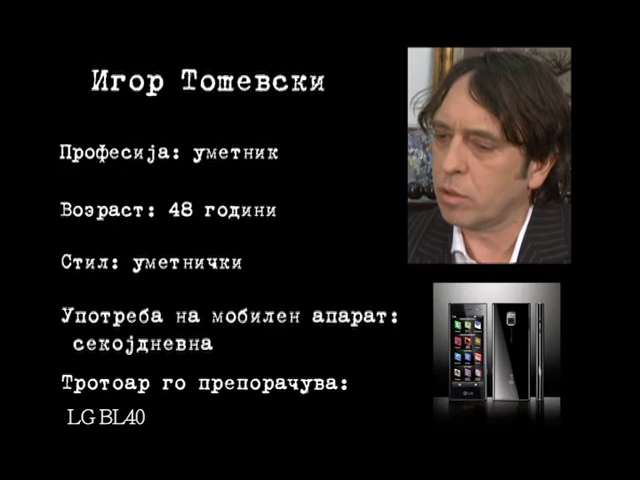 Игор Тошевски
Професија: уметник
Возраст: 48 години
Стил: уметнички
Употреба на мобилен апарат:
секојдневна
Тротоар го препорачува:
LG BL40